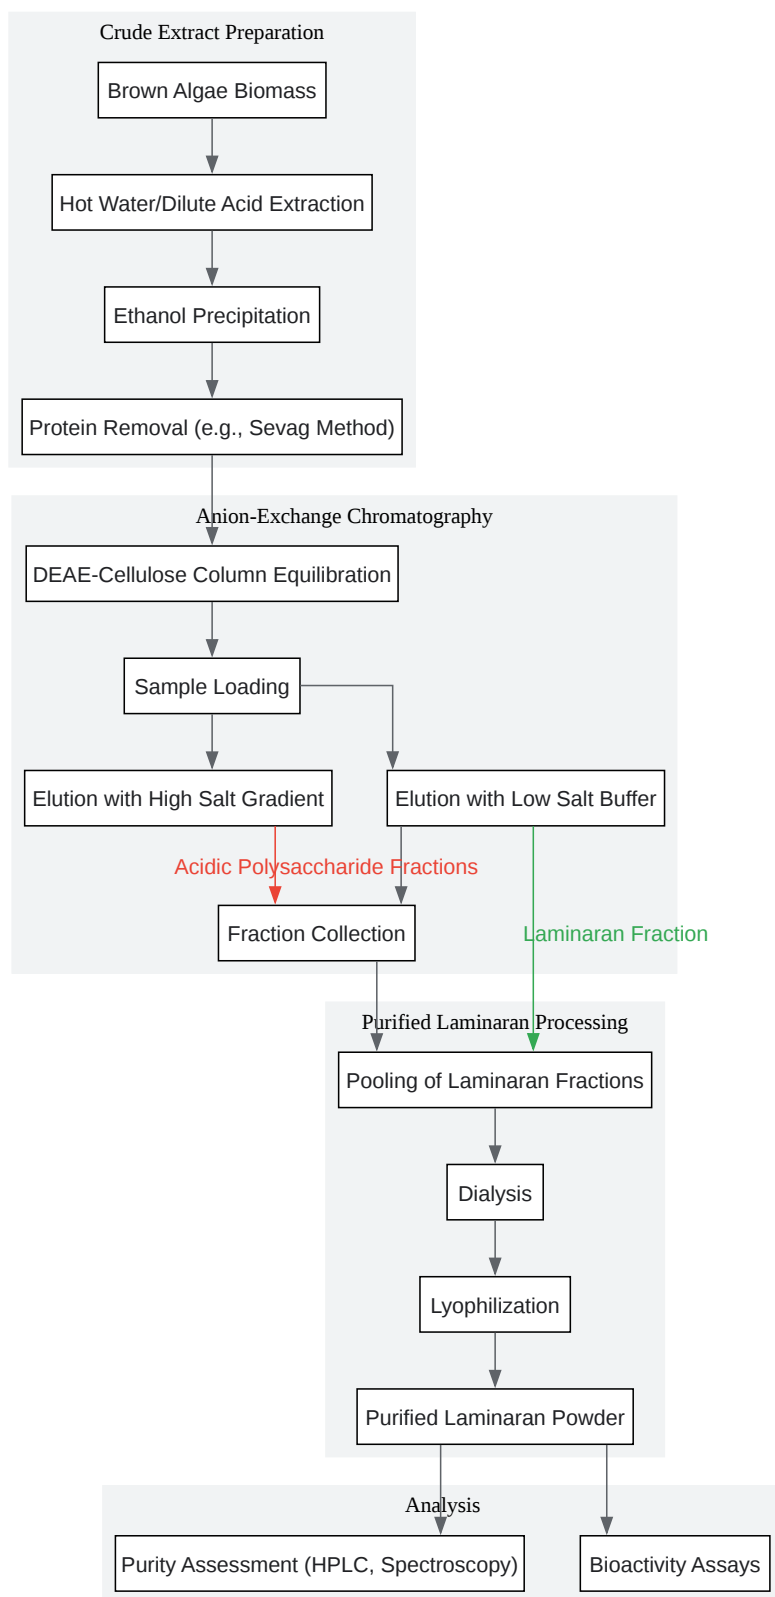 Crude Extract Preparation
Brown Algae Biomass
Hot Water/Dilute Acid Extraction
Ethanol Precipitation
Protein Removal (e.g., Sevag Method)
Anion-Exchange Chromatography
DEAE-Cellulose Column Equilibration
Sample Loading
Elution with High Salt Gradient
Elution with Low Salt Buffer
Acidic Polysaccharide Fractions
Fraction Collection
Laminaran Fraction
Purified Laminaran Processing
Pooling of Laminaran Fractions
Dialysis
Lyophilization
Purified Laminaran Powder
Analysis
Purity Assessment (HPLC, Spectroscopy)
Bioactivity Assays